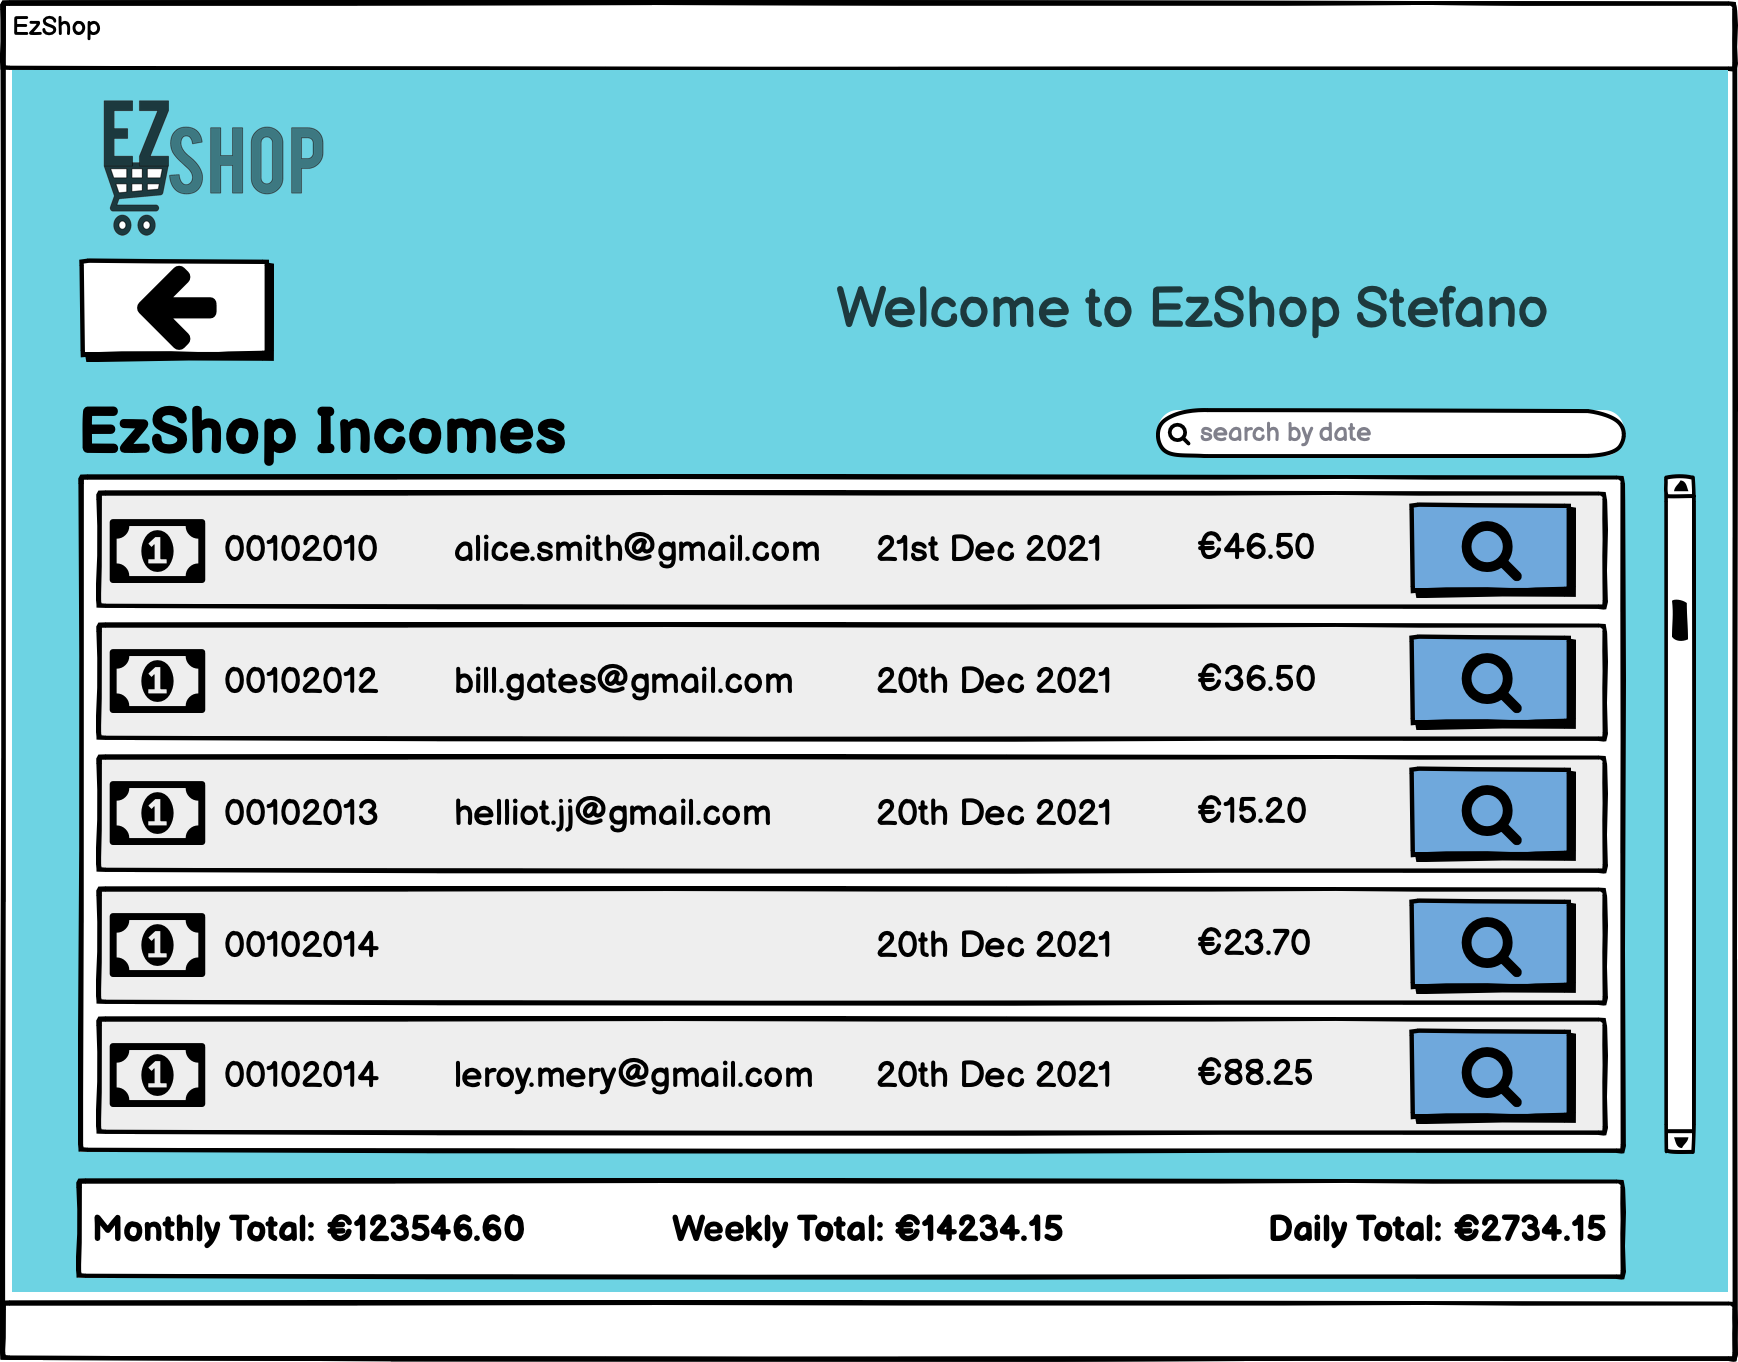 EzShop
EZSHOP
Welcome to EzShop Stefano
EzShop Incomes
search by date
1 00102010 alice.smith@gmail.com 21st Dec 2021 €46.50
1 00102012 bill.gates@gmail.com 20th Dec 2021 €36.50
1 00102013 helliot.jj@gmail.com 20th Dec 2021 €15.20
1 00102014 20th Dec 2021 €23.70
1 00102014 leroy.mery@gmail.com 20th Dec 2021 €88.25
Monthly Total: €123546.60 Weekly Total: €14234.15 Daily Total: €2734.15